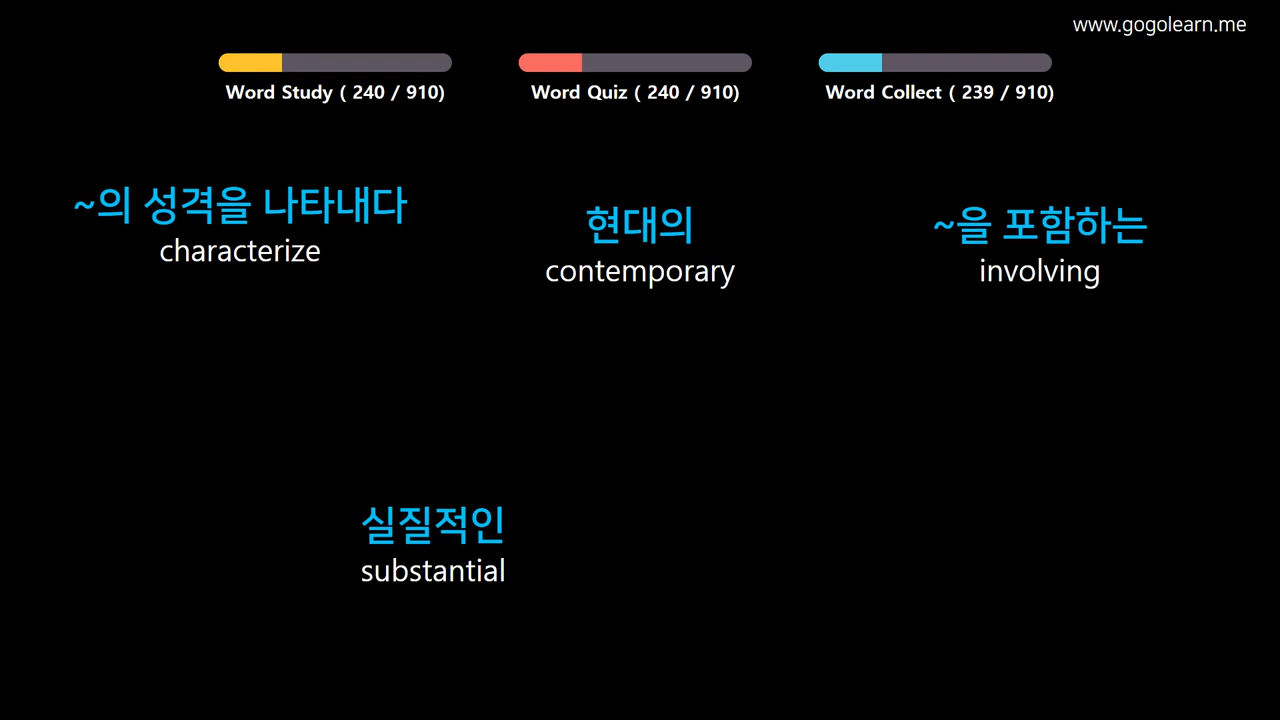 www.gogolearn.me
Word Study ( 240 / 910)
Word Quiz ( 240 / 910)
Word Collect ( 239 / 910)
~의 성격을 나타내다
characterize
현대의
contemporary
~을 포함하는
involving
실질적인
substantial